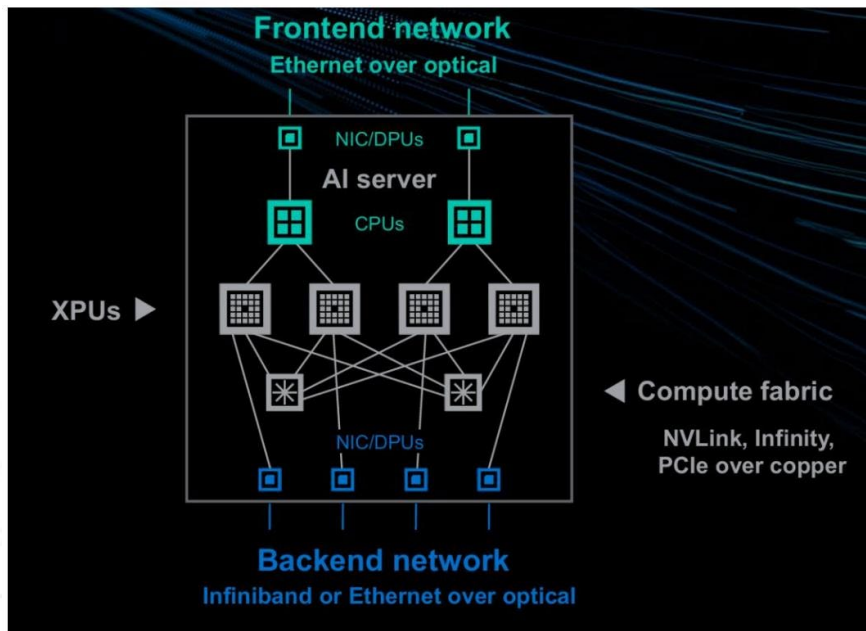 Frontend network
Ethernet over optical
NIC/DPUs
AI server
CPUs
XPUs
Compute fabric
NVLink, Infinity,
PCIe over copper
NIC/DPUs
Backend network
Infiniband or Ethernet over optical